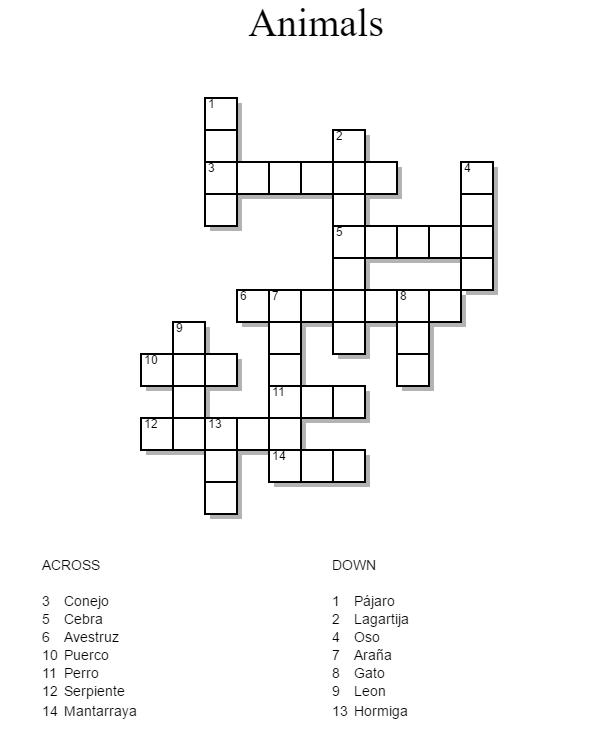 Animals
1
2
3
4
5
6 7 8
9
10
11
12 13
14
ACROSS
3 Conejo
5 Cebra
6 Avestruz
10 Puerco
11 Perro
12 Serpiente
14 Mantarraya
DOWN
1 Pájaro
2 Lagartija
4 Oso
7 Araña
8 Gato
9 Leon
13 Hormiga